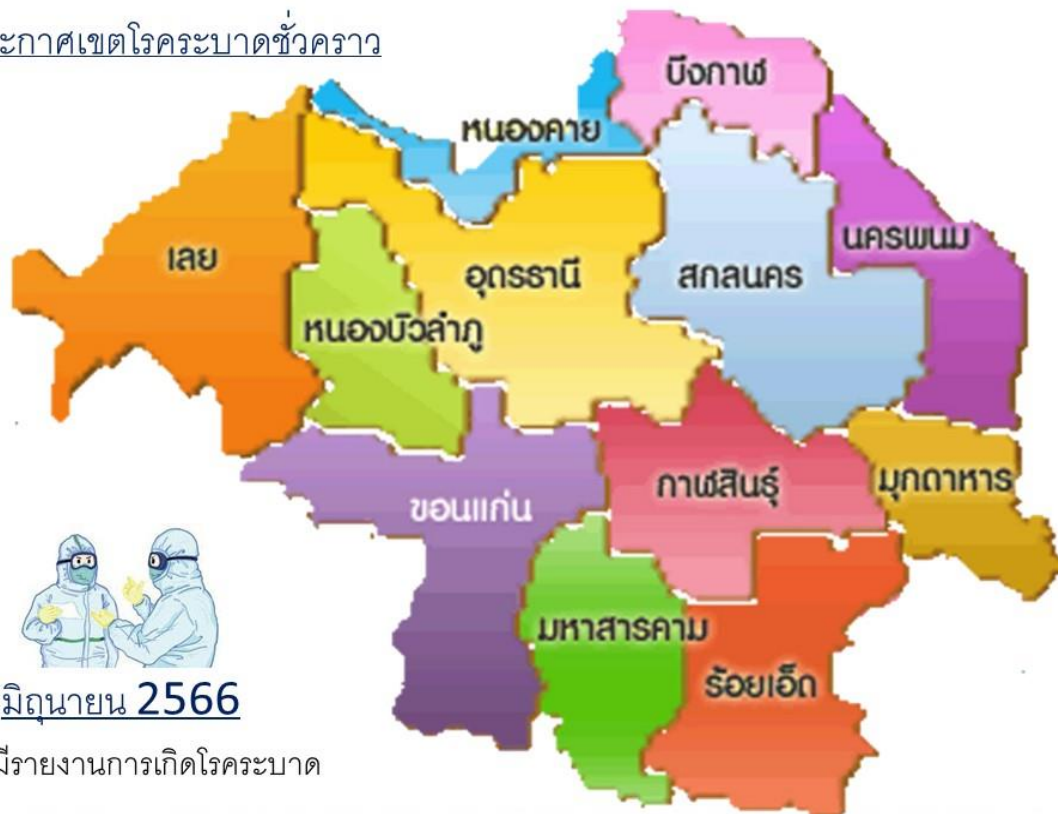 ะกาศเขตโรคระบาดชั่วคราว
บึงกาฬ
หนองคาย
นครพนม
เลย
อุดรธานี
สกลนคร
หนองบัวลำภู
กาฬสินธุ์
มุกดาหาร
ขอนแก่น
มหาสารคาม
ร้อยเอ็ด
มิถุนายน 2566
มีรายงานการเกิดโรคระบาด